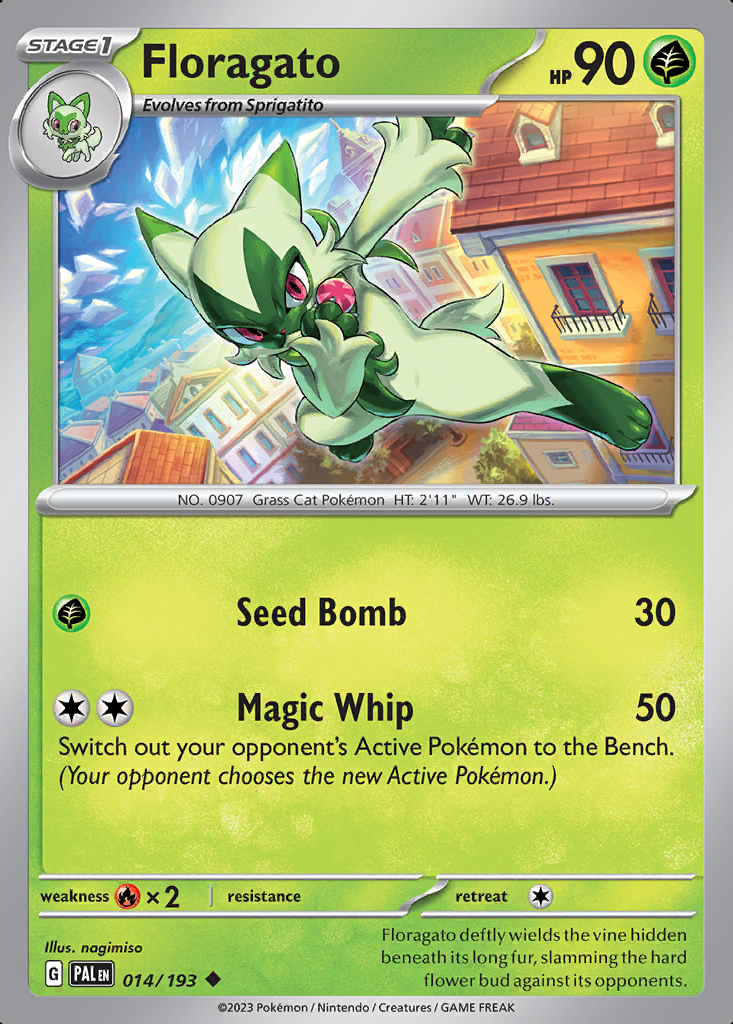 STAGE1
Floragato
HP 90
Evolves from Sprigatito
NO. 0907 Grass Cat Pokémon HT: 2'11" WT: 26.9 lbs.
Seed Bomb 30
Magic Whip 50
Switch out your opponent's Active Pokémon to the Bench.
(Your opponent chooses the new Active Pokémon.)
weakness ×2 resistance retreat
Illus. nagimiso
Floragato deftly wields the vine hidden
beneath its long fur, slamming the hard
flower bud against its opponents.
G PAL EN 014/193
©2023 Pokémon / Nintendo / Creatures / GAME FREAK